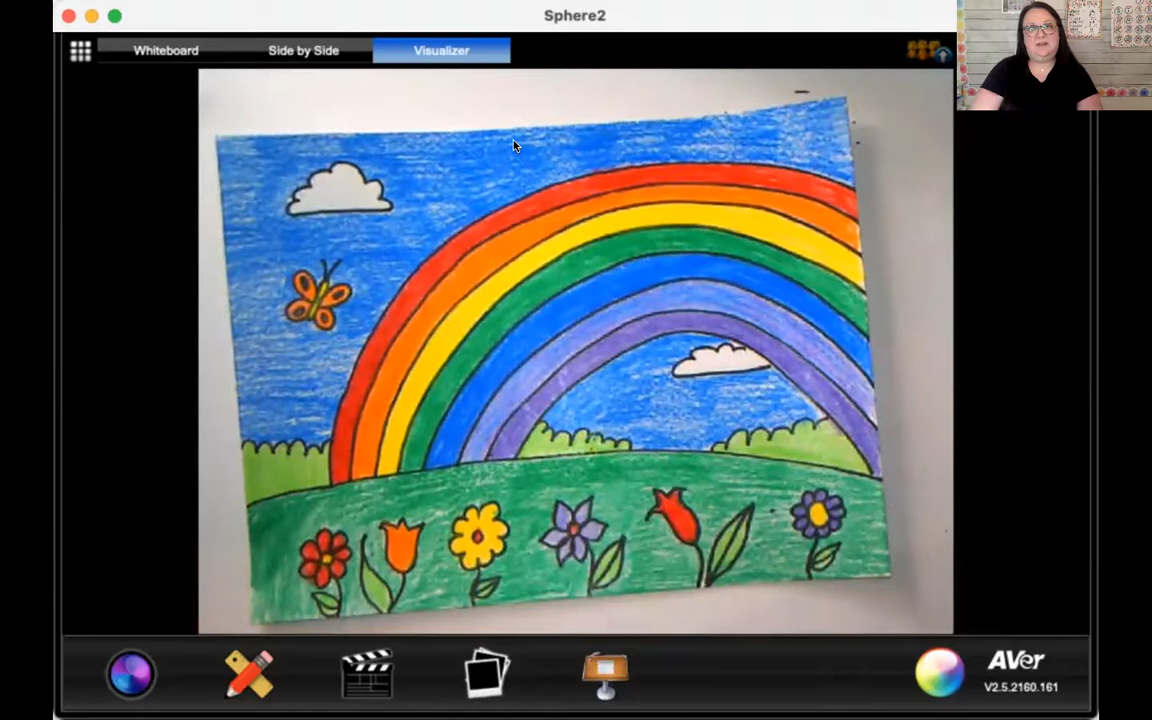 Sphere2
Whiteboard
Side by Side
Visualizer
AVer
V2.5.2160.161